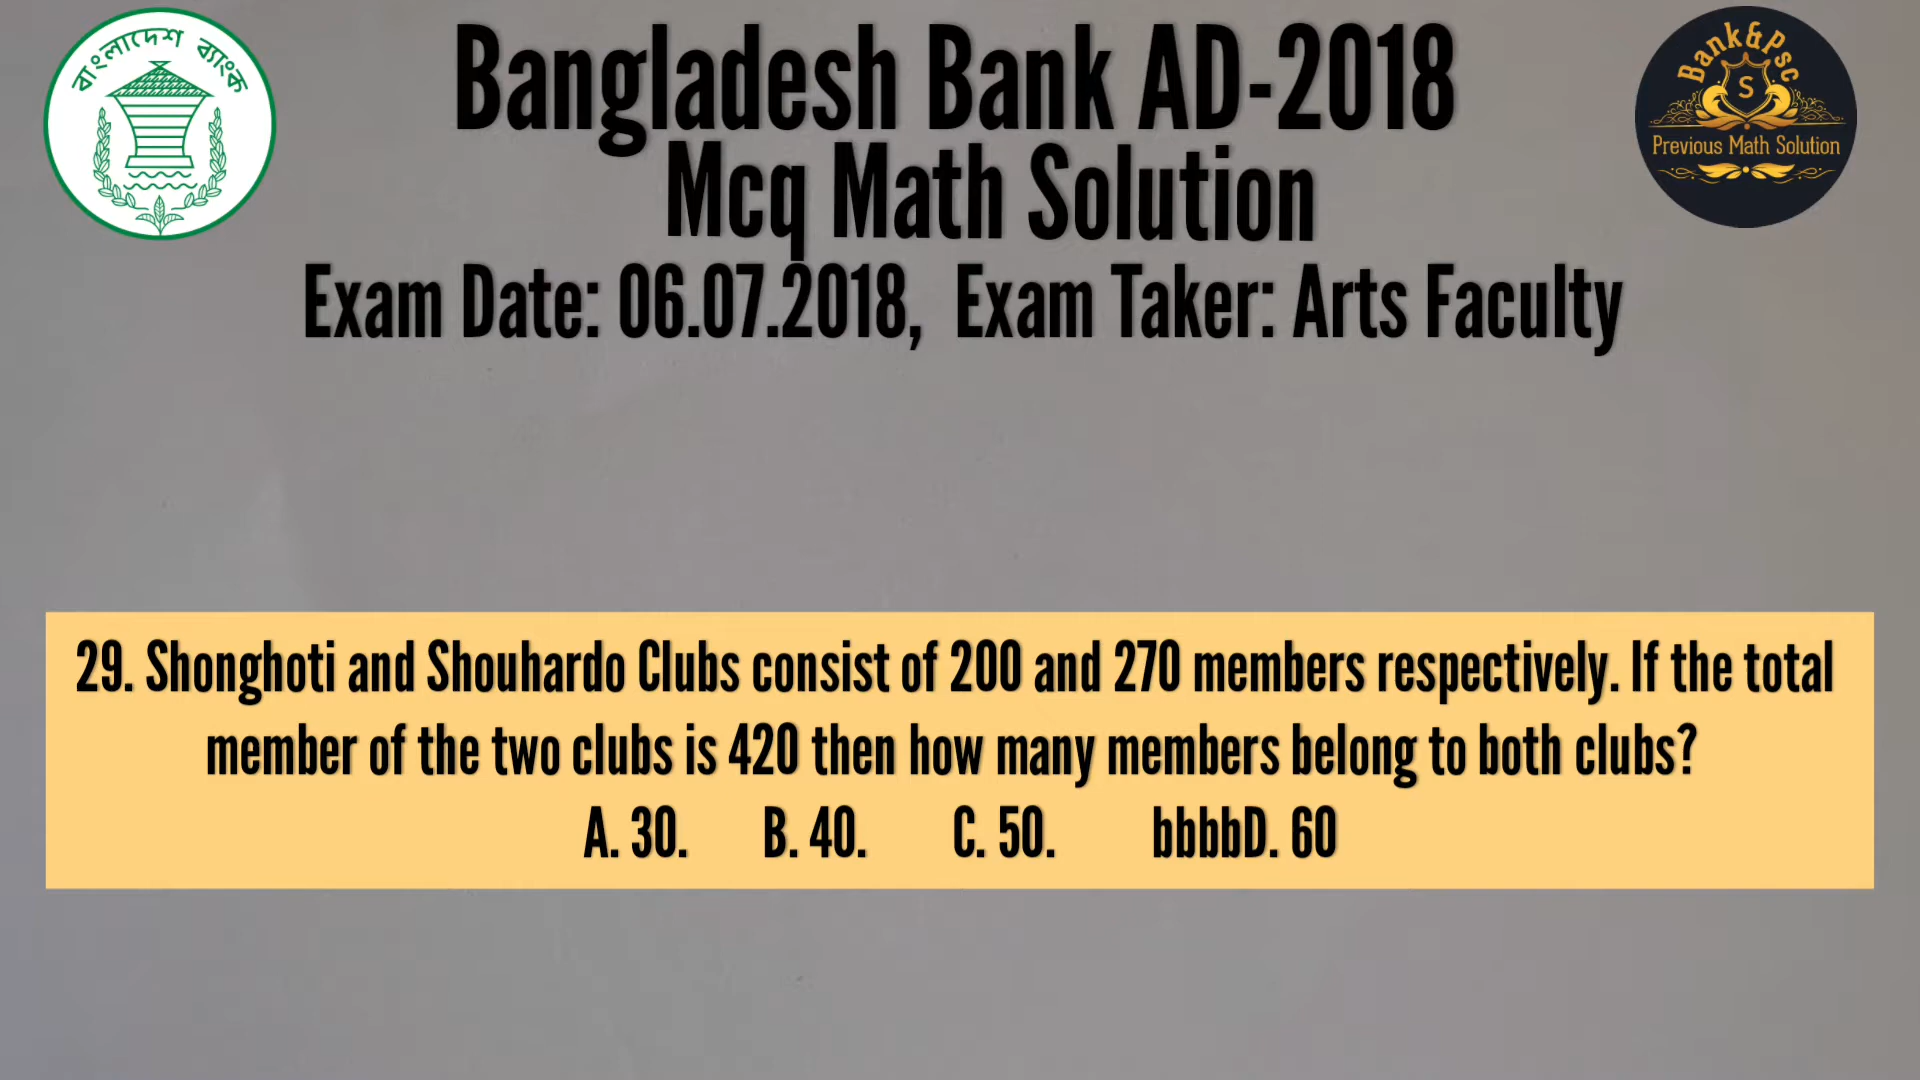 বাংলাদেশ ব্যাংক
Bangladesh Bank AD-2018
Bank&Psc
S
Previous Math Solution
Mcq Math Solution
Exam Date: 06.07.2018, Exam Taker: Arts Faculty
29. Shonghoti and Shouhardo Clubs consist of 200 and 270 members respectively. If the total
member of the two clubs is 420 then how many members belong to both clubs?
A. 30. B. 40. C. 50. bbbbD. 60